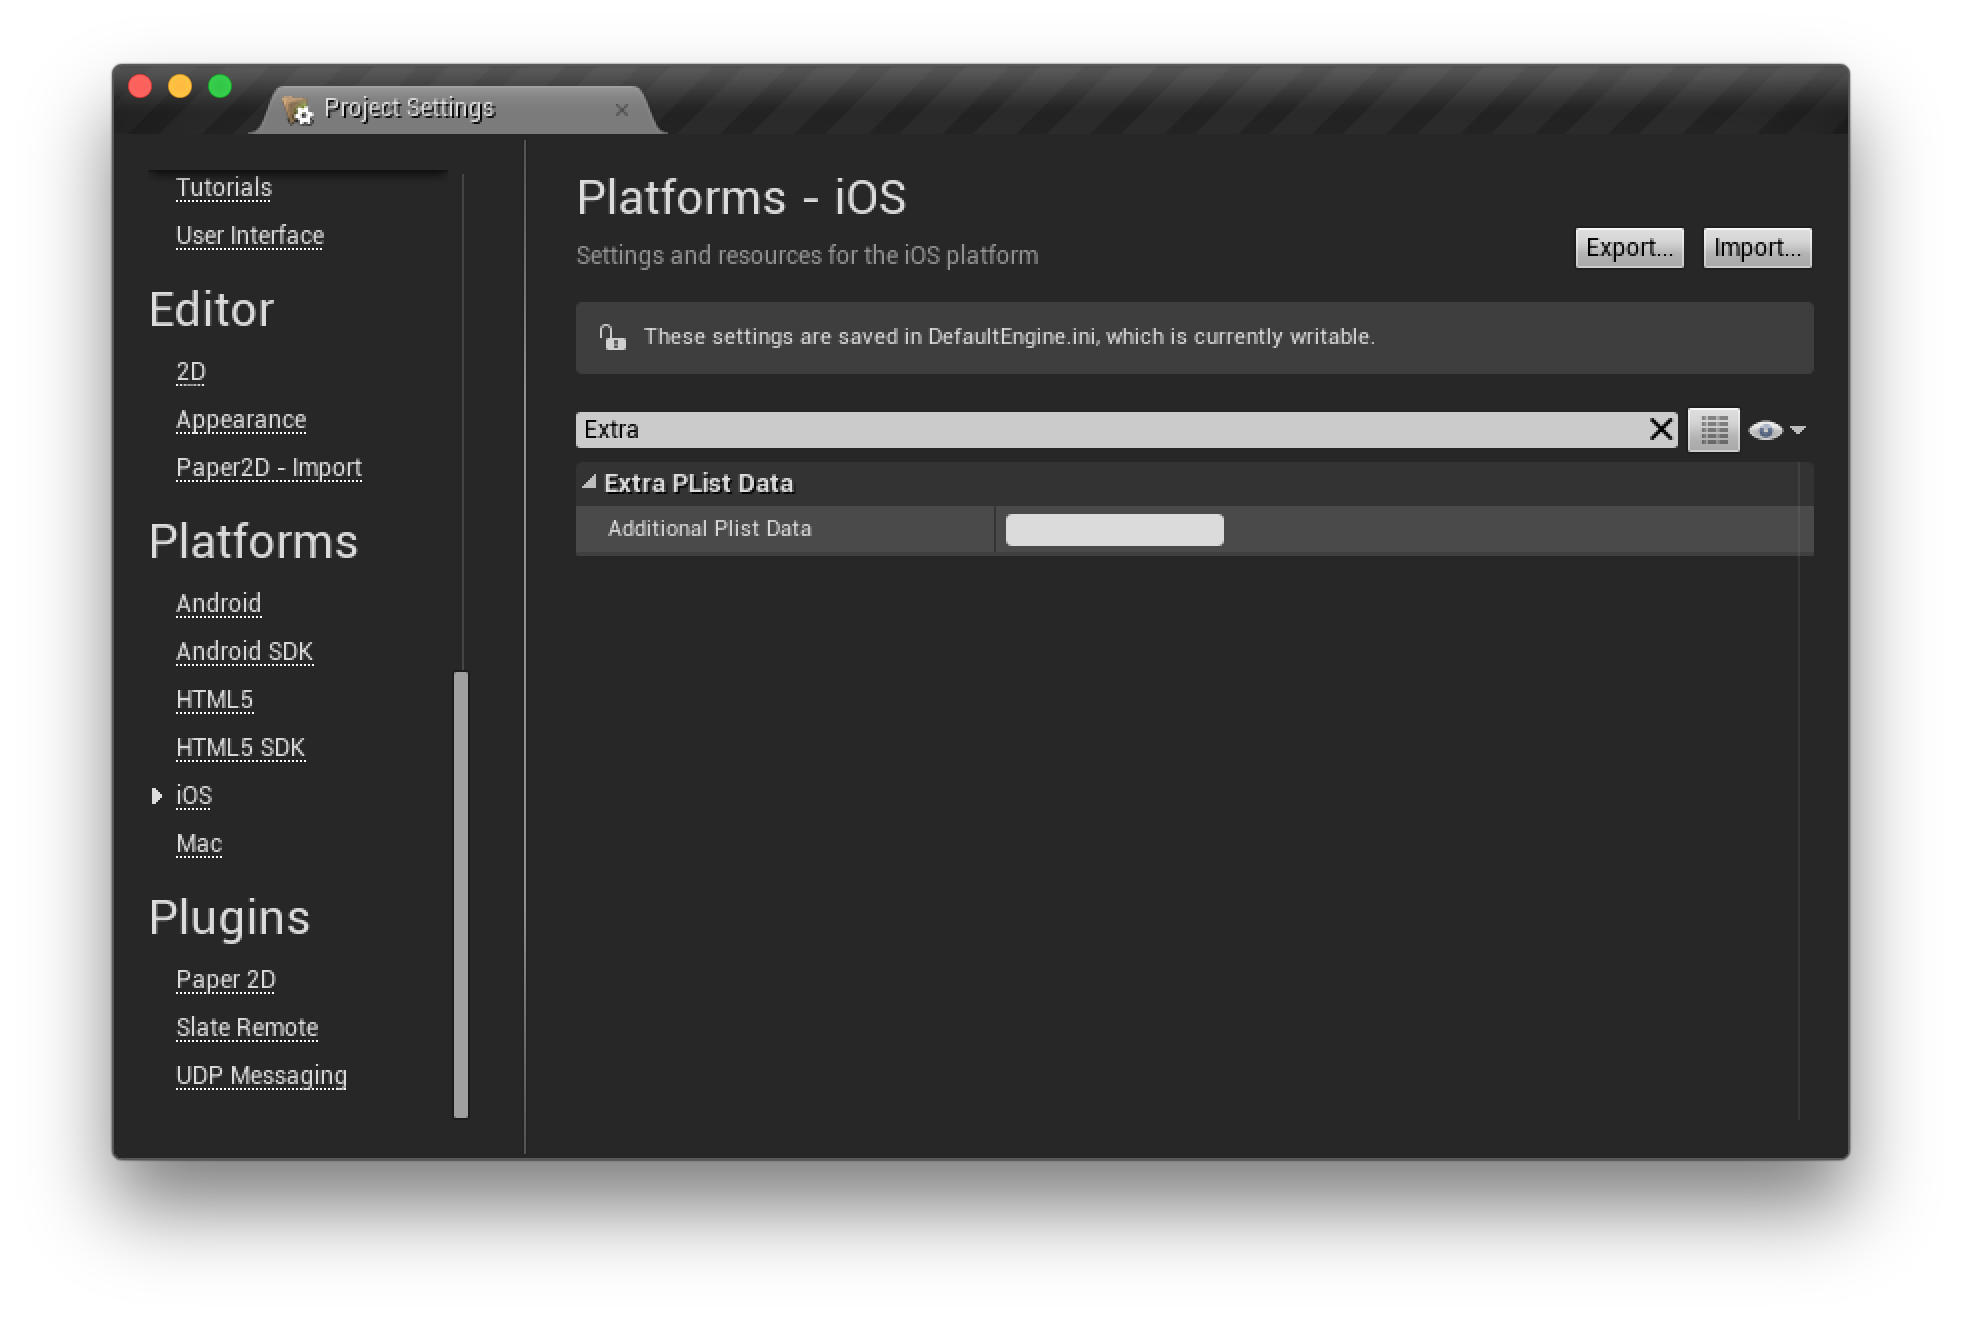 Project Settings
Tutorials
User Interface
Editor
2D
Appearance
Paper2D - Import
Platforms
Android
Android SDK
HTML5
HTML5 SDK
iOS
Mac
Plugins
Paper 2D
Slate Remote
UDP Messaging
Platforms - iOS
Settings and resources for the iOS platform
Export...
Import...
These settings are saved in DefaultEngine.ini, which is currently writable.
Extra
Extra PList Data
Additional Plist Data